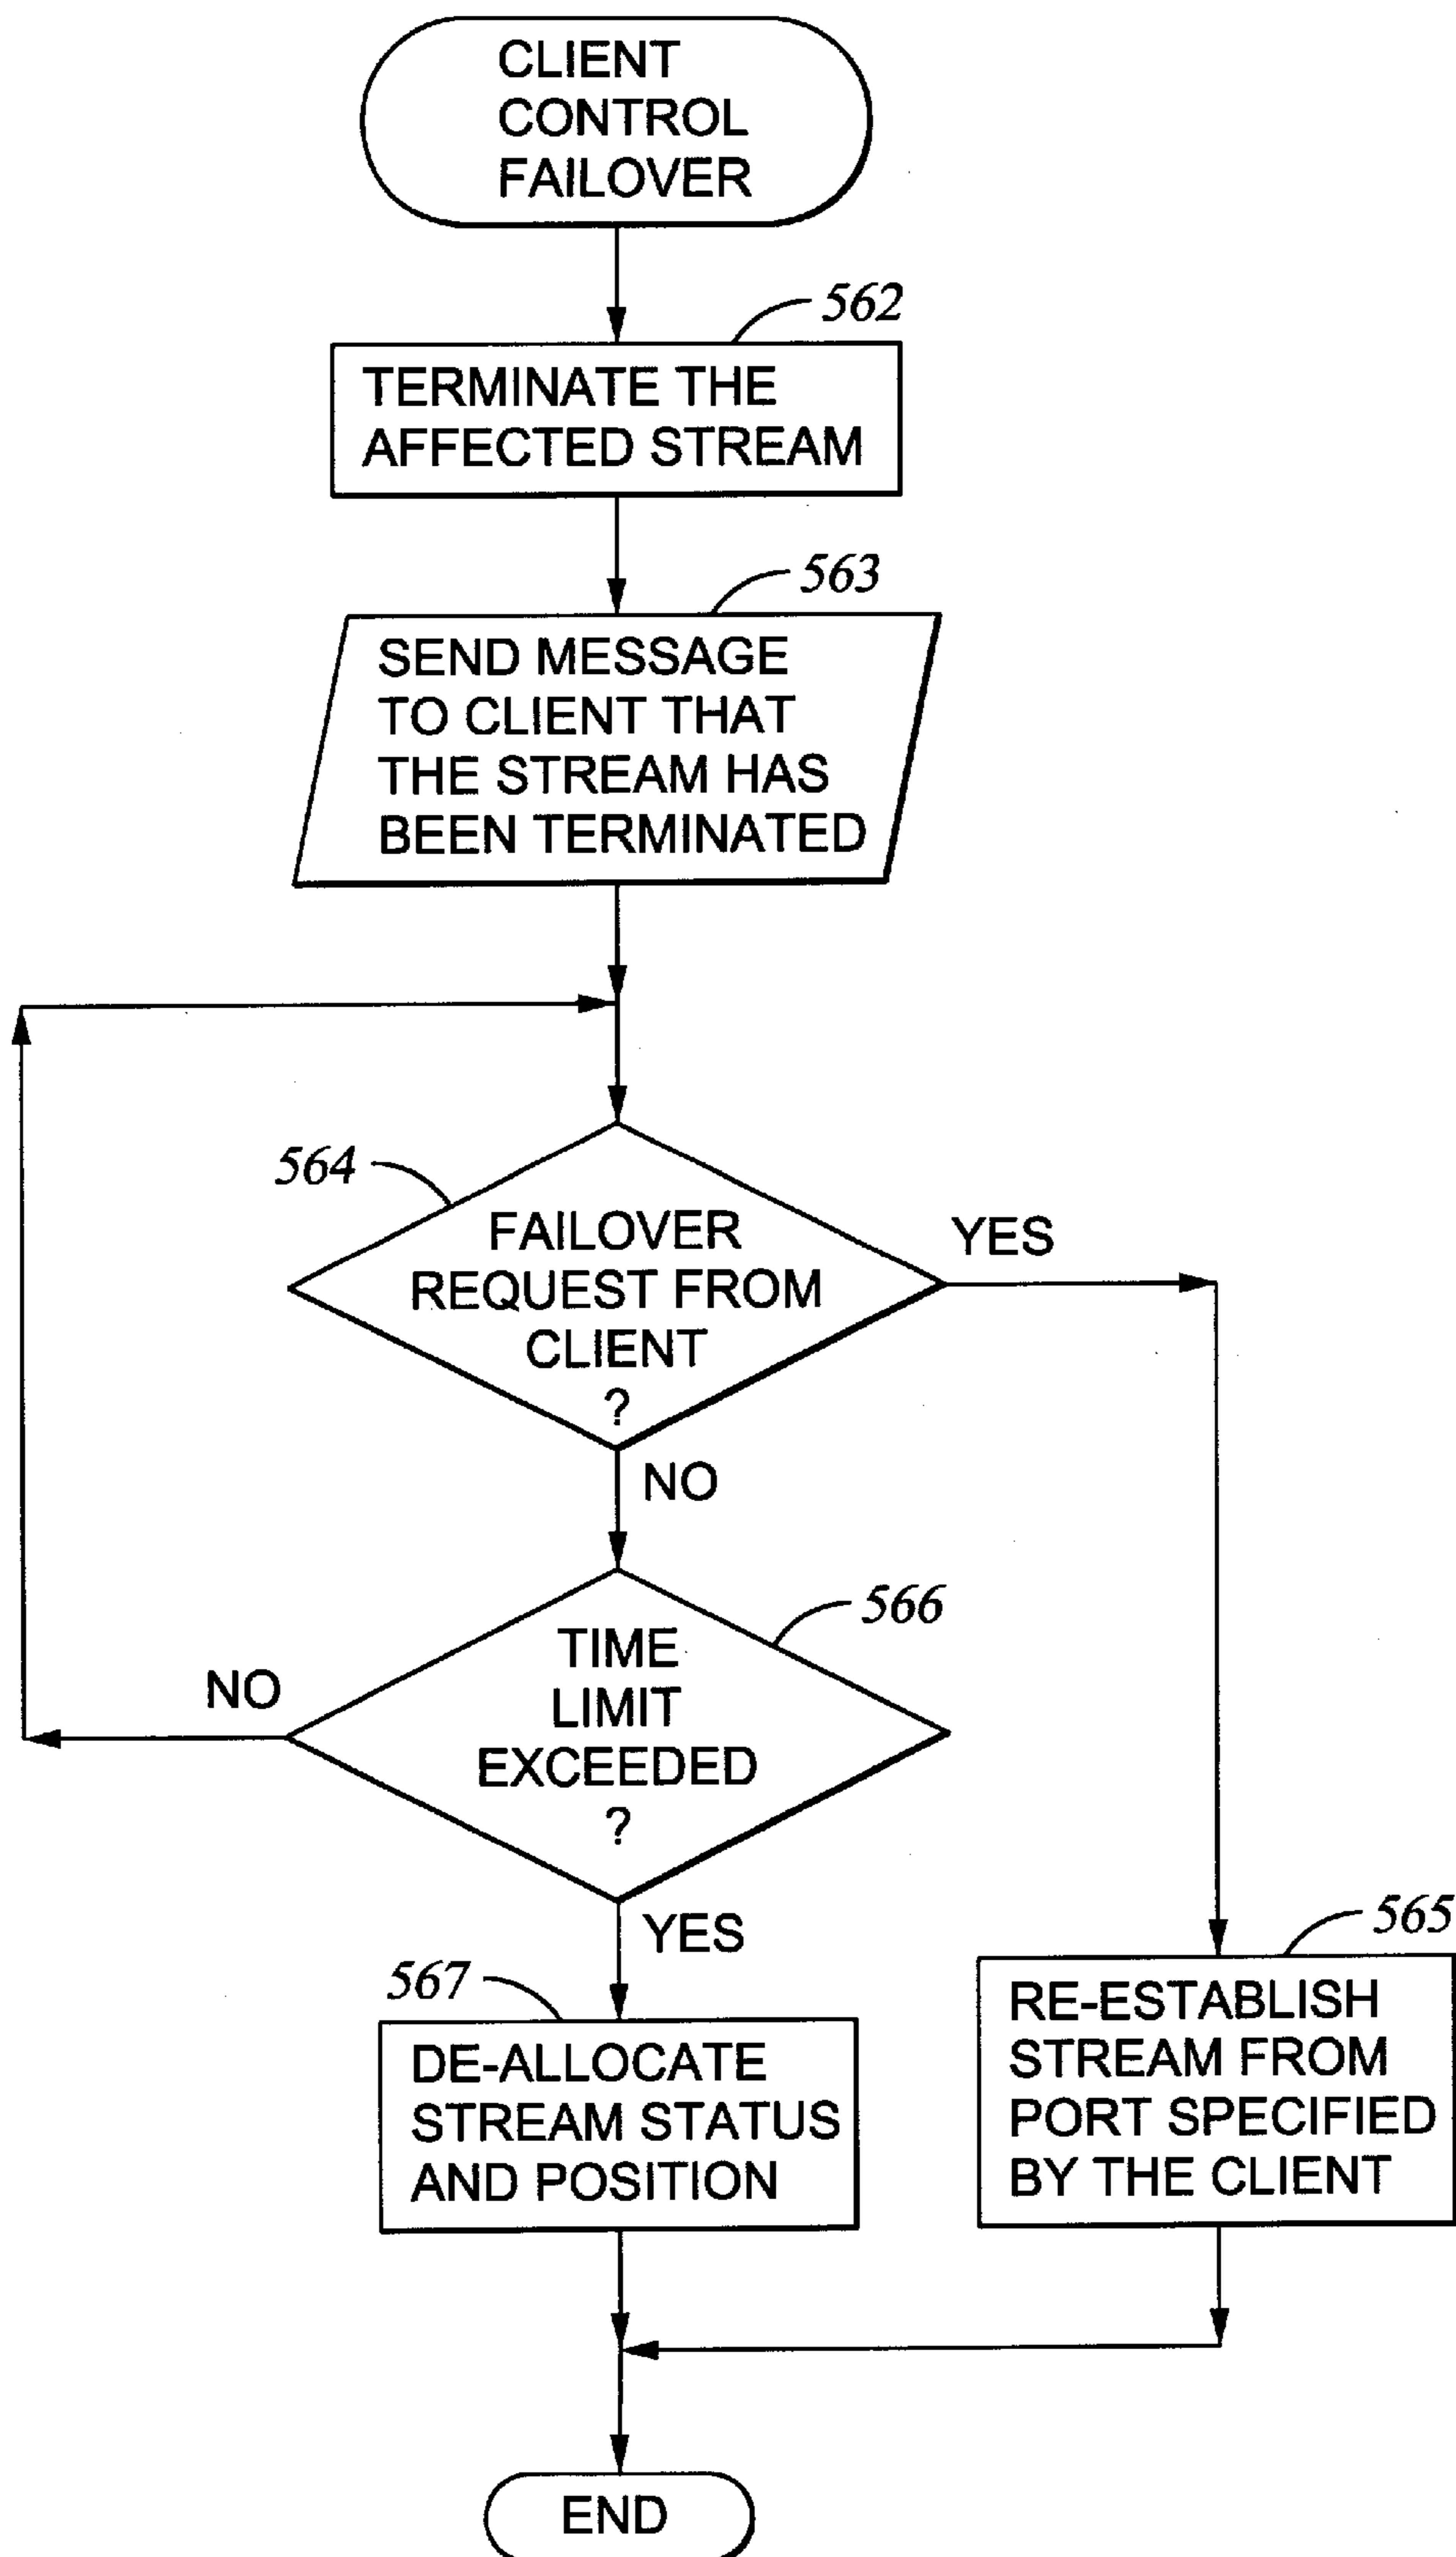 CLIENT
CONTROL
FAILOVER
562
TERMINATE THE
AFFECTED STREAM
563
SEND MESSAGE
TO CLIENT THAT
THE STREAM HAS
BEEN TERMINATED
564
FAILOVER
REQUEST FROM
CLIENT
?
YES
NO
566
TIME
LIMIT
EXCEEDED
?
NO
YES
567
DE-ALLOCATE
STREAM STATUS
AND POSITION
565
RE-ESTABLISH
STREAM FROM
PORT SPECIFIED
BY THE CLIENT
END